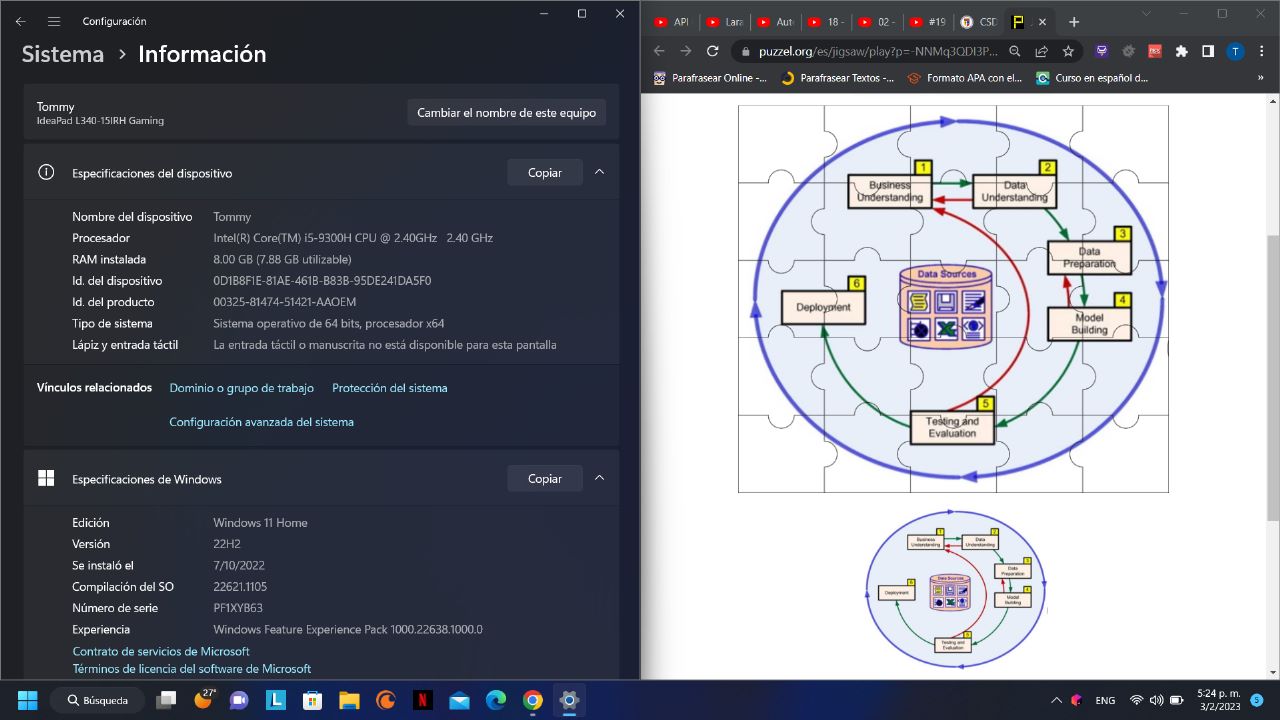 Configuración
Sistema > Información
Tommy
IdeaPad L340-15IRH Gaming
Cambiar el nombre de este equipo
Especificaciones del dispositivo
Copiar
Nombre del dispositivo Tommy
Procesador Intel(R) Core(TM) i5-9300H CPU @ 2.40GHz 2.40 GHz
RAM instalada 8.00 GB (7.88 GB utilizable)
Id. del dispositivo
Id. del producto 00325-81474-51421-AAOEM
Tipo de sistema Sistema operativo de 64 bits, procesador x64
Lápiz y entrada táctil La entrada táctil o manuscrita no está disponible para esta pantalla
Vínculos relacionados Dominio o grupo de trabajo Protección del sistema
Configuración avanzada del sistema
Especificaciones de Windows
Copiar
Edición Windows 11 Home
Versión 22H2
Se instaló el 7/10/2022
Compilación del SO 22621.1105
Número de serie PF1XYB63
Experiencia Windows Feature Experience Pack 1000.22638.1000.0
Contrato de servicios de Microsoft
Términos de licencia del software de Microsoft
API Lara Auto 18 - 02 - #19 CSD
puzzel.org/es/jigsaw/play?p=-NNMq3QDI3P...
T
Parafrasear Online -... Parafrasear Textos -... Formato APA con el... Curso en español d...
»
1
Business
Understanding
2
Data
Understanding
3
Data
Preparation
4
Model
Building
5
Testing and
Evaluation
6
Deployment
Data Sources
1
Business
Understanding
2
Data
Understanding
3
Data
Preparation
4
Model
Building
5
Testing and
Evaluation
6
Deployment
Data Sources
Búsqueda
27°
L
N
ENG
5:24 p. m.
3/2/2023
5